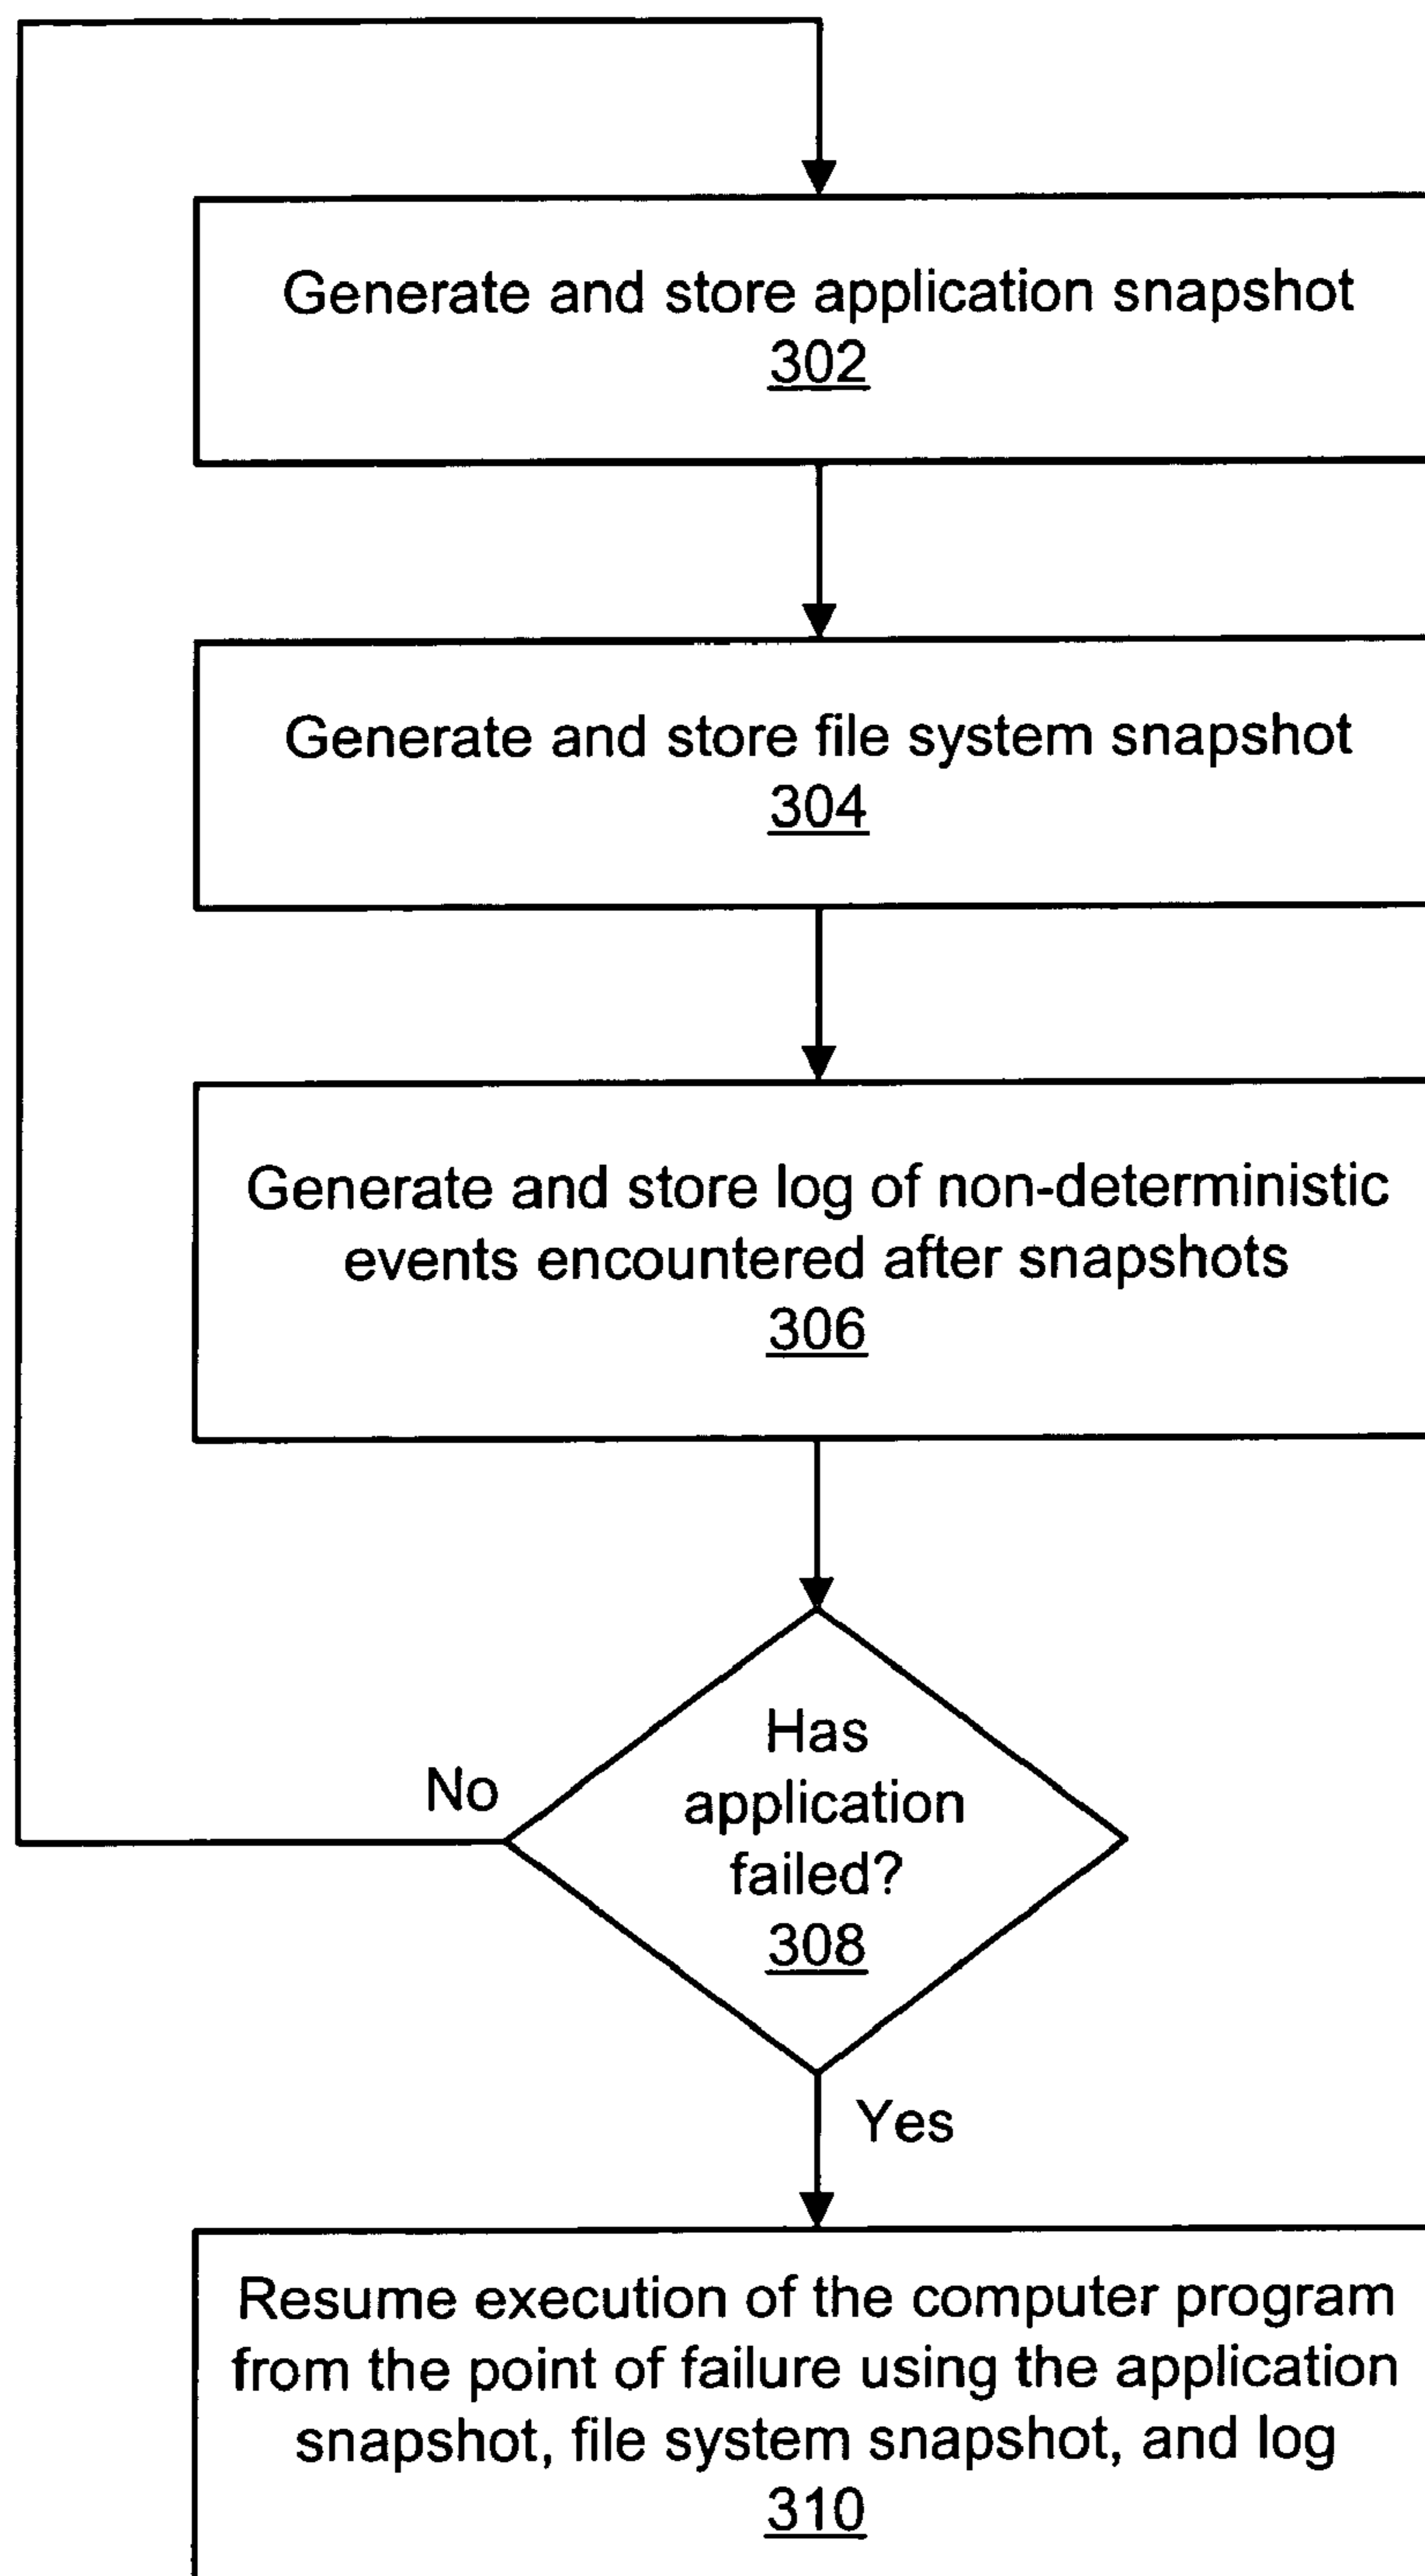 Generate and store application snapshot
302
Generate and store file system snapshot
304
Generate and store log of non-deterministic
events encountered after snapshots
306
Has
application
failed?
308
No
Yes
Resume execution of the computer program
from the point of failure using the application
snapshot, file system snapshot, and log
310